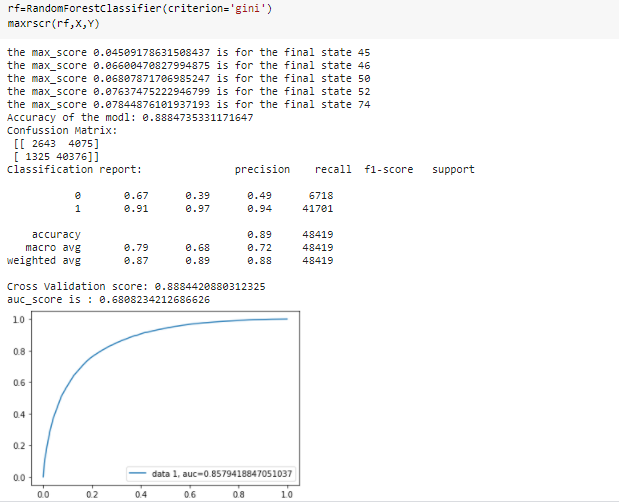 rf=RandomForestClassifier(criterion='gini')
maxrscr(rf,X,Y)
the max_score 0.04509178631508437 is for the final state 45
the max_score 0.06600470827994875 is for the final state 46
the max_score 0.06807871706985247 is for the final state 50
the max_score 0.07637475222946799 is for the final state 52
the max_score 0.07844876101937193 is for the final state 74
Accuracy of the modl: 0.8884735331171647
Confussion Matrix:
[[ 2643 4075]
[ 1325 40376]]
Classification report: precision recall f1-score support
0 0.67 0.39 0.49 6718
1 0.91 0.97 0.94 41701
accuracy 0.89 48419
macro avg 0.79 0.68 0.72 48419
weighted avg 0.87 0.89 0.88 48419
Cross Validation score: 0.8884420880312325
auc_score is : 0.6808234212686626
1.0
0.8
0.6
0.4
0.2
0.0
data 1, auc=0.8579418847051037
0.0 0.2 0.4 0.6 0.8 1.0